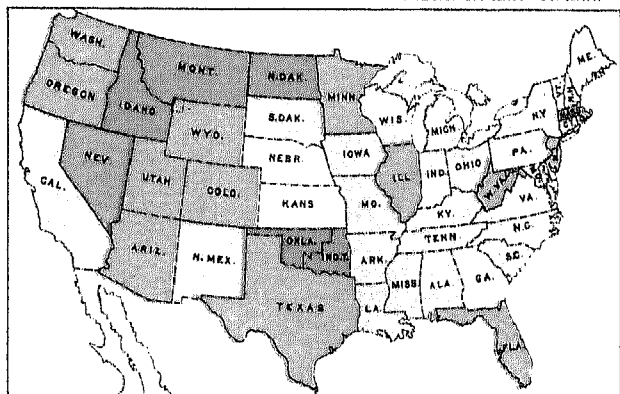 WASH.
OREGON
CAL.
NEV.
IDAHO
MONT.
WYO.
UTAH
COLO.
ARIZ.
N. MEX.
N. DAK.
S. DAK.
NEBR.
KANS
OKLA.
IND. T.
TEXAS
MINN.
IOWA
MO.
ARK.
LA.
WIS
ILL
MICH
IND.
OHIO
KY.
TENN.
MISS.
ALA.
GA.
FLA.
S.C.
N.C.
VA.
W.VA.
PA.
N.Y.
ME.